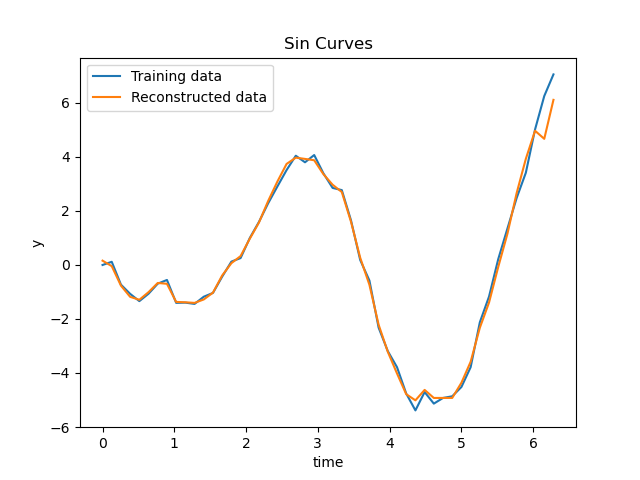 Sin Curves
Training data
Reconstructed data
6
4
2
0
−2
−4
−6
y
0 1 2 3 4 5 6
time